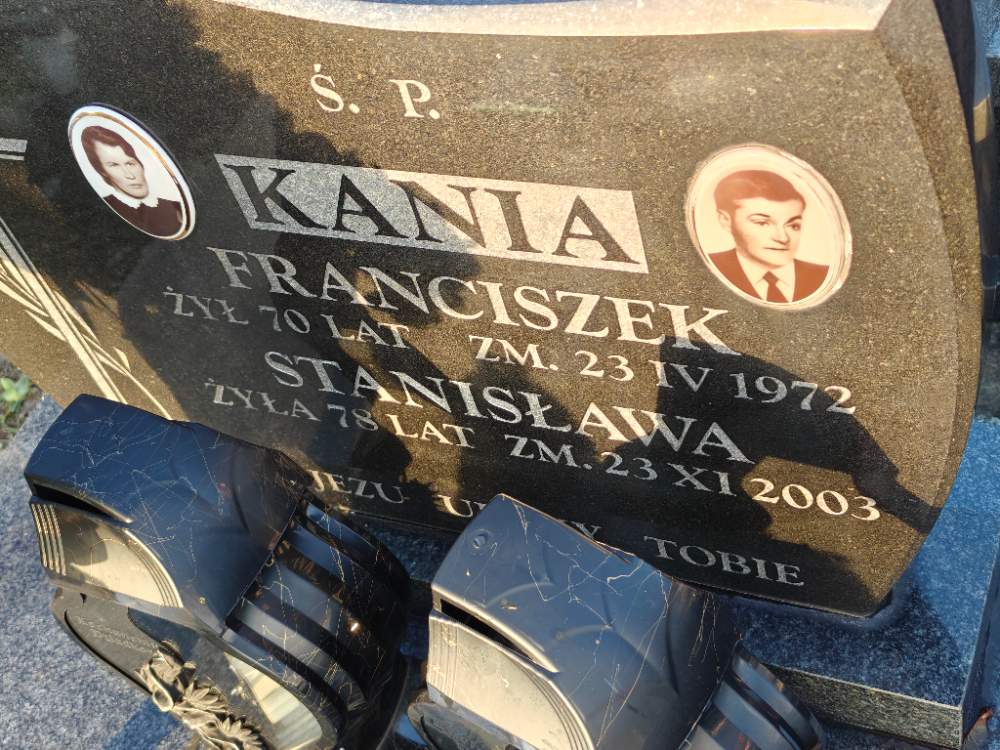 Ś. P.
KANIA
FRANCISZEK
ŻYŁ 70 LAT ZM. 23 IV 1972
STANISŁAWA
ŻYŁA 78 LAT ZM. 23 XI 2003
JEZU TOBIE